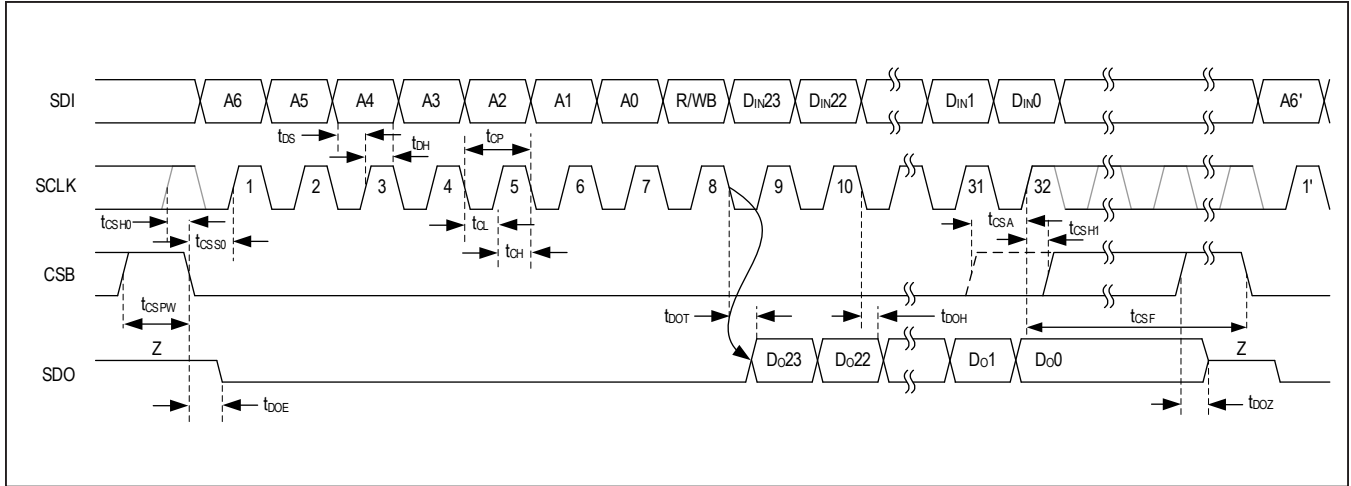 SDI A6 A5 A4 A3 A2 A1 A0 R/WB DIN23 DIN22 DIN1 DIN0 A6'
tDS tDH tCP
SCLK 1 2 3 4 5 6 7 8 9 10 31 32 1'
tCSH0 tCSS0 tCL tCH tCSA tCSH1
CSB
tCSPW tDOT tDOH tCSF
Z Z
SDO DO23 DO22 DO1 DO0
tDOE tDOZ